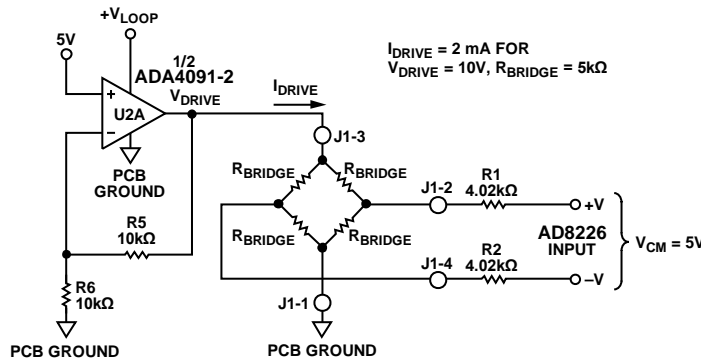 +VLOOP
5V
1/2
ADA4091-2
+
U2A
−
VDRIVE
IDRIVE
IDRIVE = 2 mA FOR
VDRIVE = 10V, RBRIDGE = 5kΩ
PCB
GROUND
J1-3
RBRIDGE
RBRIDGE
RBRIDGE
RBRIDGE
J1-2
R1
4.02kΩ
+V
AD8226
INPUT
VCM = 5V
R2
4.02kΩ
J1-4
−V
R5
10kΩ
R6
10kΩ
J1-1
PCB GROUND
PCB GROUND